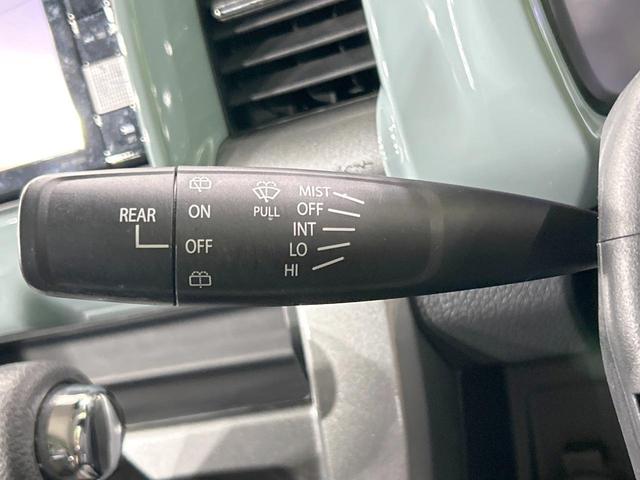 REAR
ON
OFF
PULL
MIST
OFF
INT
LO
HI